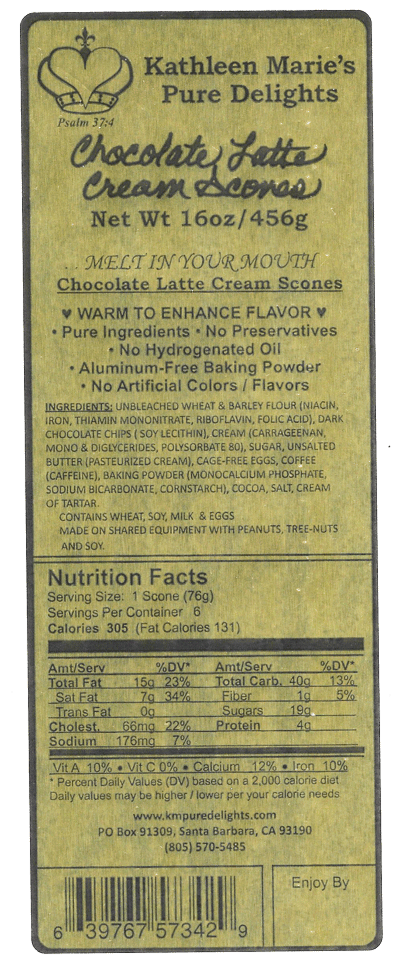 Kathleen Marie's
Pure Delights
Psalm 37:4
Chocolate Latte
Cream Scones
Net Wt 16oz/456g
. . MELT IN YOUR MOUTH
Chocolate Latte Cream Scones
♥ WARM TO ENHANCE FLAVOR ♥
• Pure Ingredients • No Preservatives
• No Hydrogenated Oil
• Aluminum-Free Baking Powder
• No Artificial Colors / Flavors
INGREDIENTS: UNBLEACHED WHEAT & BARLEY FLOUR (NIACIN,
IRON, THIAMIN MONONITRATE, RIBOFLAVIN, FOLIC ACID), DARK
CHOCOLATE CHIPS ( SOY LECITHIN), CREAM (CARRAGEENAN,
MONO & DIGLYCERIDES, POLYSORBATE 80), SUGAR, UNSALTED
BUTTER (PASTEURIZED CREAM), CAGE-FREE EGGS, COFFEE
(CAFFEINE), BAKING POWDER (MONOCALCIUM PHOSPHATE,
SODIUM BICARBONATE, CORNSTARCH), COCOA, SALT, CREAM
OF TARTAR.
CONTAINS WHEAT, SOY, MILK & EGGS
MADE ON SHARED EQUIPMENT WITH PEANUTS, TREE-NUTS
AND SOY.
Nutrition Facts
Serving Size: 1 Scone (76g)
Servings Per Container 6
Calories 305 (Fat Calories 131)
Amt/Serv %DV* Amt/Serv %DV*
Total Fat 15g 23% Total Carb. 40g 13%
Sat Fat 7g 34% Fiber 1g 5%
Trans Fat 0g Sugars 19g
Cholest. 66mg 22% Protein 4g
Sodium 176mg 7%
Vit A 10% • Vit C 0% • Calcium 12% • Iron 10%
* Percent Daily Values (DV) based on a 2,000 calorie diet
Daily values may be higher / lower per your calorie needs
www.kmpuredelights.com
PO Box 91309, Santa Barbara, CA 93190
(805) 570-5485
Enjoy By
6 39767 57342 9